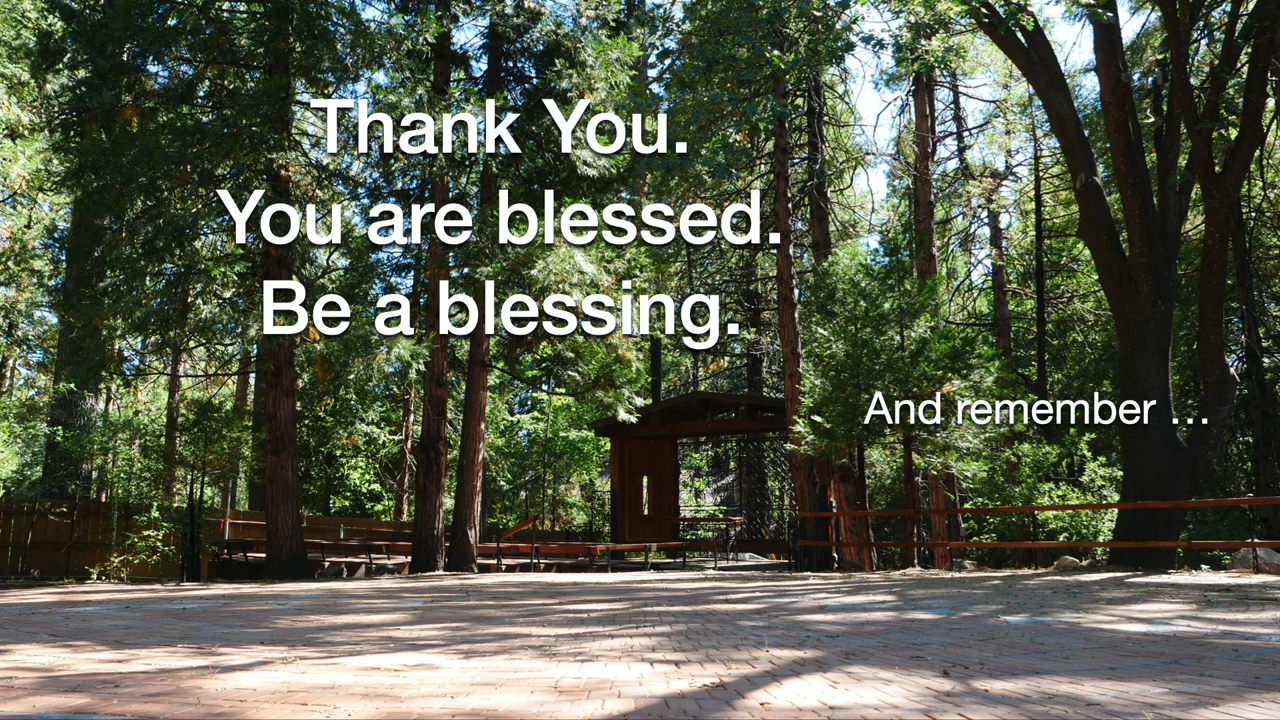 Thank You.
You are blessed.
Be a blessing.
And remember …